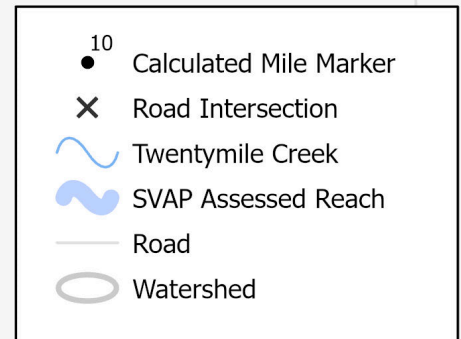 10
Calculated Mile Marker
Road Intersection
Twentymile Creek
SVAP Assessed Reach
Road
Watershed